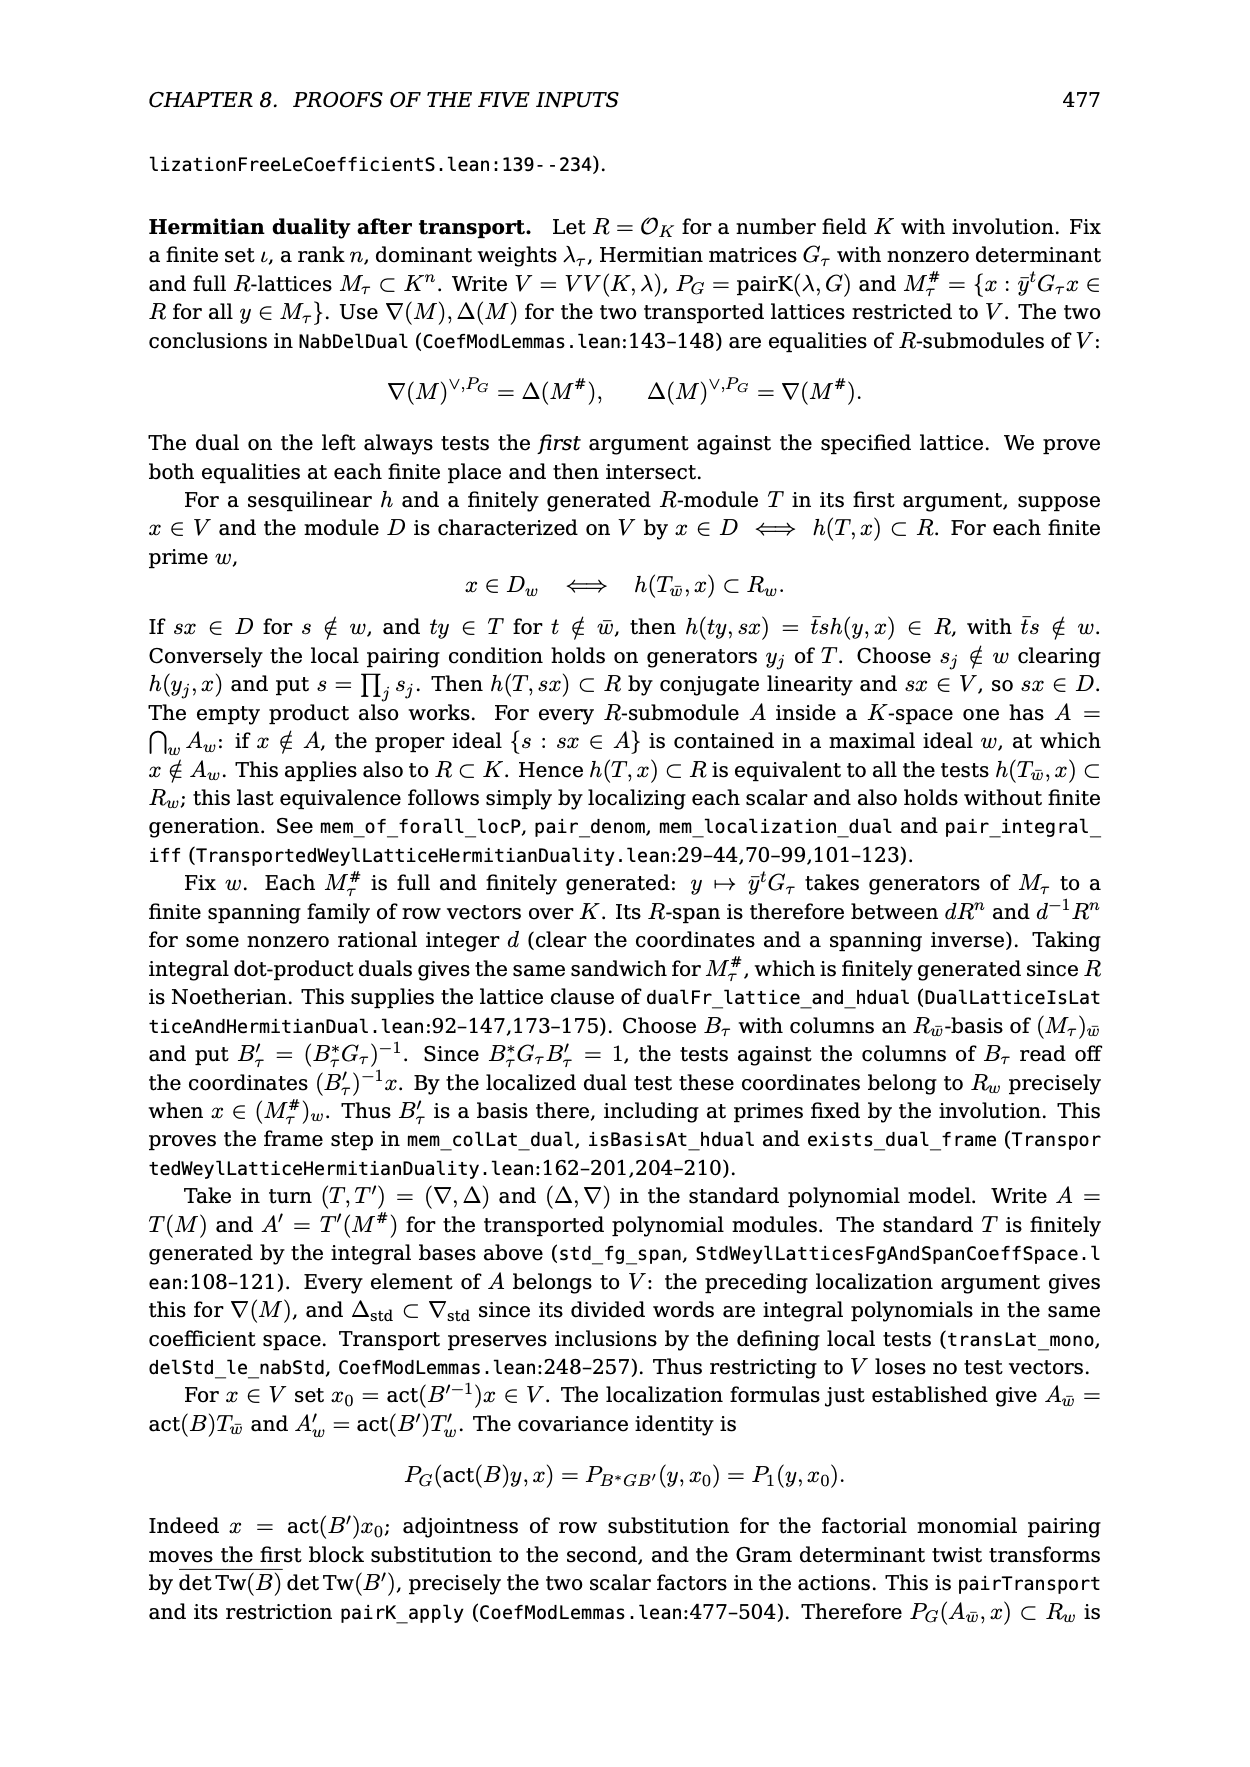 CHAPTER 8. PROOFS OF THE FIVE INPUTS 477
lizationFreeLeCoefficientS.lean:139--234).
Hermitian duality after transport. Let R = 𝒪_K for a number field K with involution. Fix
a finite set ι, a rank n, dominant weights λ_τ, Hermitian matrices G_τ with nonzero determinant
and full R-lattices M_τ ⊂ K^n. Write V = VV(K, λ), P_G = pairK(λ, G) and M_τ^# = {x : ȳ^t G_τ x ∈
R for all y ∈ M_τ}. Use ∇(M), Δ(M) for the two transported lattices restricted to V. The two
conclusions in NabDelDual (CoefModLemmas.lean:143–148) are equalities of R-submodules of V:
∇(M)^{∨,P_G} = Δ(M^#), Δ(M)^{∨,P_G} = ∇(M^#).
The dual on the left always tests the first argument against the specified lattice. We prove
both equalities at each finite place and then intersect.
For a sesquilinear h and a finitely generated R-module T in its first argument, suppose
x ∈ V and the module D is characterized on V by x ∈ D ⟺ h(T, x) ⊂ R. For each finite
prime w,
x ∈ D_w ⟺ h(T_w̄, x) ⊂ R_w.
If sx ∈ D for s ∉ w, and ty ∈ T for t ∉ w̄, then h(ty, sx) = t̄sh(y, x) ∈ R, with t̄s ∉ w.
Conversely the local pairing condition holds on generators y_j of T. Choose s_j ∉ w clearing
h(y_j, x) and put s = ∏_j s_j. Then h(T, sx) ⊂ R by conjugate linearity and sx ∈ V, so sx ∈ D.
The empty product also works. For every R-submodule A inside a K-space one has A =
⋂_w A_w: if x ∉ A, the proper ideal {s : sx ∈ A} is contained in a maximal ideal w, at which
x ∉ A_w. This applies also to R ⊂ K. Hence h(T, x) ⊂ R is equivalent to all the tests h(T_w̄, x) ⊂
R_w; this last equivalence follows simply by localizing each scalar and also holds without finite
generation. See mem_of_forall_locP, pair_denom, mem_localization_dual and pair_integral_
iff (TransportedWeylLatticeHermitianDuality.lean:29–44,70–99,101–123).
Fix w. Each M_τ^# is full and finitely generated: y ↦ ȳ^t G_τ takes generators of M_τ to a
finite spanning family of row vectors over K. Its R-span is therefore between dR^n and d^{−1}R^n
for some nonzero rational integer d (clear the coordinates and a spanning inverse). Taking
integral dot-product duals gives the same sandwich for M_τ^#, which is finitely generated since R
is Noetherian. This supplies the lattice clause of dualFr_lattice_and_hdual (DualLatticeIsLat
ticeAndHermitianDual.lean:92–147,173–175). Choose B_τ with columns an R_w̄-basis of (M_τ)_w̄
and put B′_τ = (B*_τ G_τ)^{−1}. Since B*_τ G_τ B′_τ = 1, the tests against the columns of B_τ read off
the coordinates (B′_τ)^{−1}x. By the localized dual test these coordinates belong to R_w precisely
when x ∈ (M_τ^#)_w. Thus B′_τ is a basis there, including at primes fixed by the involution. This
proves the frame step in mem_colLat_dual, isBasisAt_hdual and exists_dual_frame (Transpor
tedWeylLatticeHermitianDuality.lean:162–201,204–210).
Take in turn (T, T′) = (∇, Δ) and (Δ, ∇) in the standard polynomial model. Write A =
T(M) and A′ = T′(M^#) for the transported polynomial modules. The standard T is finitely
generated by the integral bases above (std_fg_span, StdWeylLatticesFgAndSpanCoeffSpace.l
ean:108–121). Every element of A belongs to V: the preceding localization argument gives
this for ∇(M), and Δ_std ⊂ ∇_std since its divided words are integral polynomials in the same
coefficient space. Transport preserves inclusions by the defining local tests (transLat_mono,
delStd_le_nabStd, CoefModLemmas.lean:248–257). Thus restricting to V loses no test vectors.
For x ∈ V set x_0 = act(B′^{−1})x ∈ V. The localization formulas just established give A_w̄ =
act(B)T_w̄ and A′_w = act(B′)T′_w. The covariance identity is
P_G(act(B)y, x) = P_{B*GB′}(y, x_0) = P_1(y, x_0).
Indeed x = act(B′)x_0; adjointness of row substitution for the factorial monomial pairing
moves the first block substitution to the second, and the Gram determinant twist transforms
by \overline{det Tw(B)} det Tw(B′), precisely the two scalar factors in the actions. This is pairTransport
and its restriction pairK_apply (CoefModLemmas.lean:477–504). Therefore P_G(A_w̄, x) ⊂ R_w is